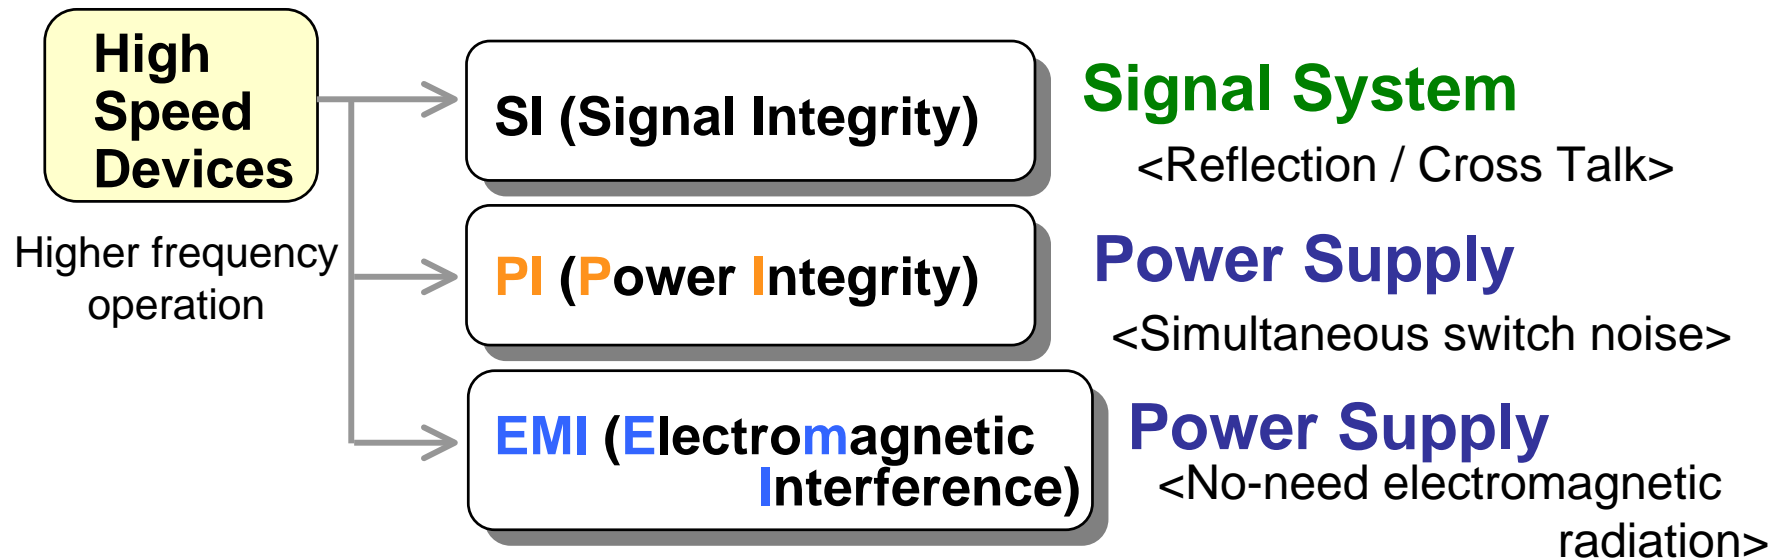 High
Speed
Devices
Higher frequency
operation
SI (Signal Integrity)
Signal System
<Reflection / Cross Talk>
PI (Power Integrity)
Power Supply
<Simultaneous switch noise>
EMI (Electromagnetic
Interference)
Power Supply
<No-need electromagnetic
radiation>